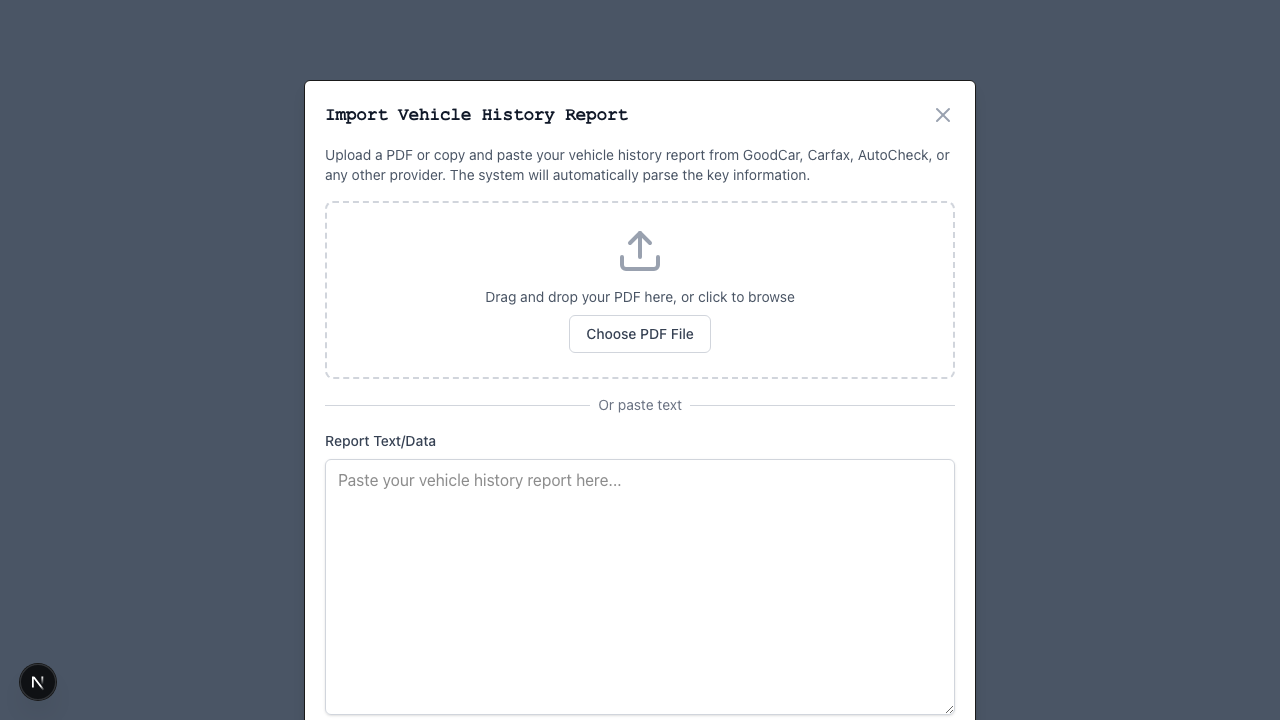 Import Vehicle History Report
Upload a PDF or copy and paste your vehicle history report from GoodCar, Carfax, AutoCheck, or
any other provider. The system will automatically parse the key information.
Drag and drop your PDF here, or click to browse
Choose PDF File
Or paste text
Report Text/Data
Paste your vehicle history report here...
N